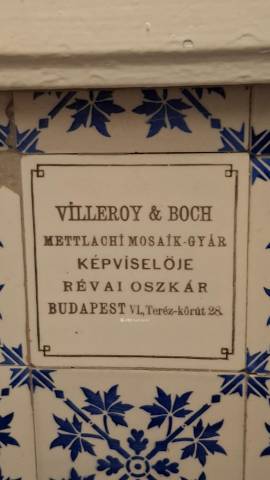 VILLEROY & BOCH
METTLACHI MOSAIK-GYÁR
KÉPVISELŐJE
RÉVAI OSZKÁR
BUDAPEST VI, Teréz-körút 28.